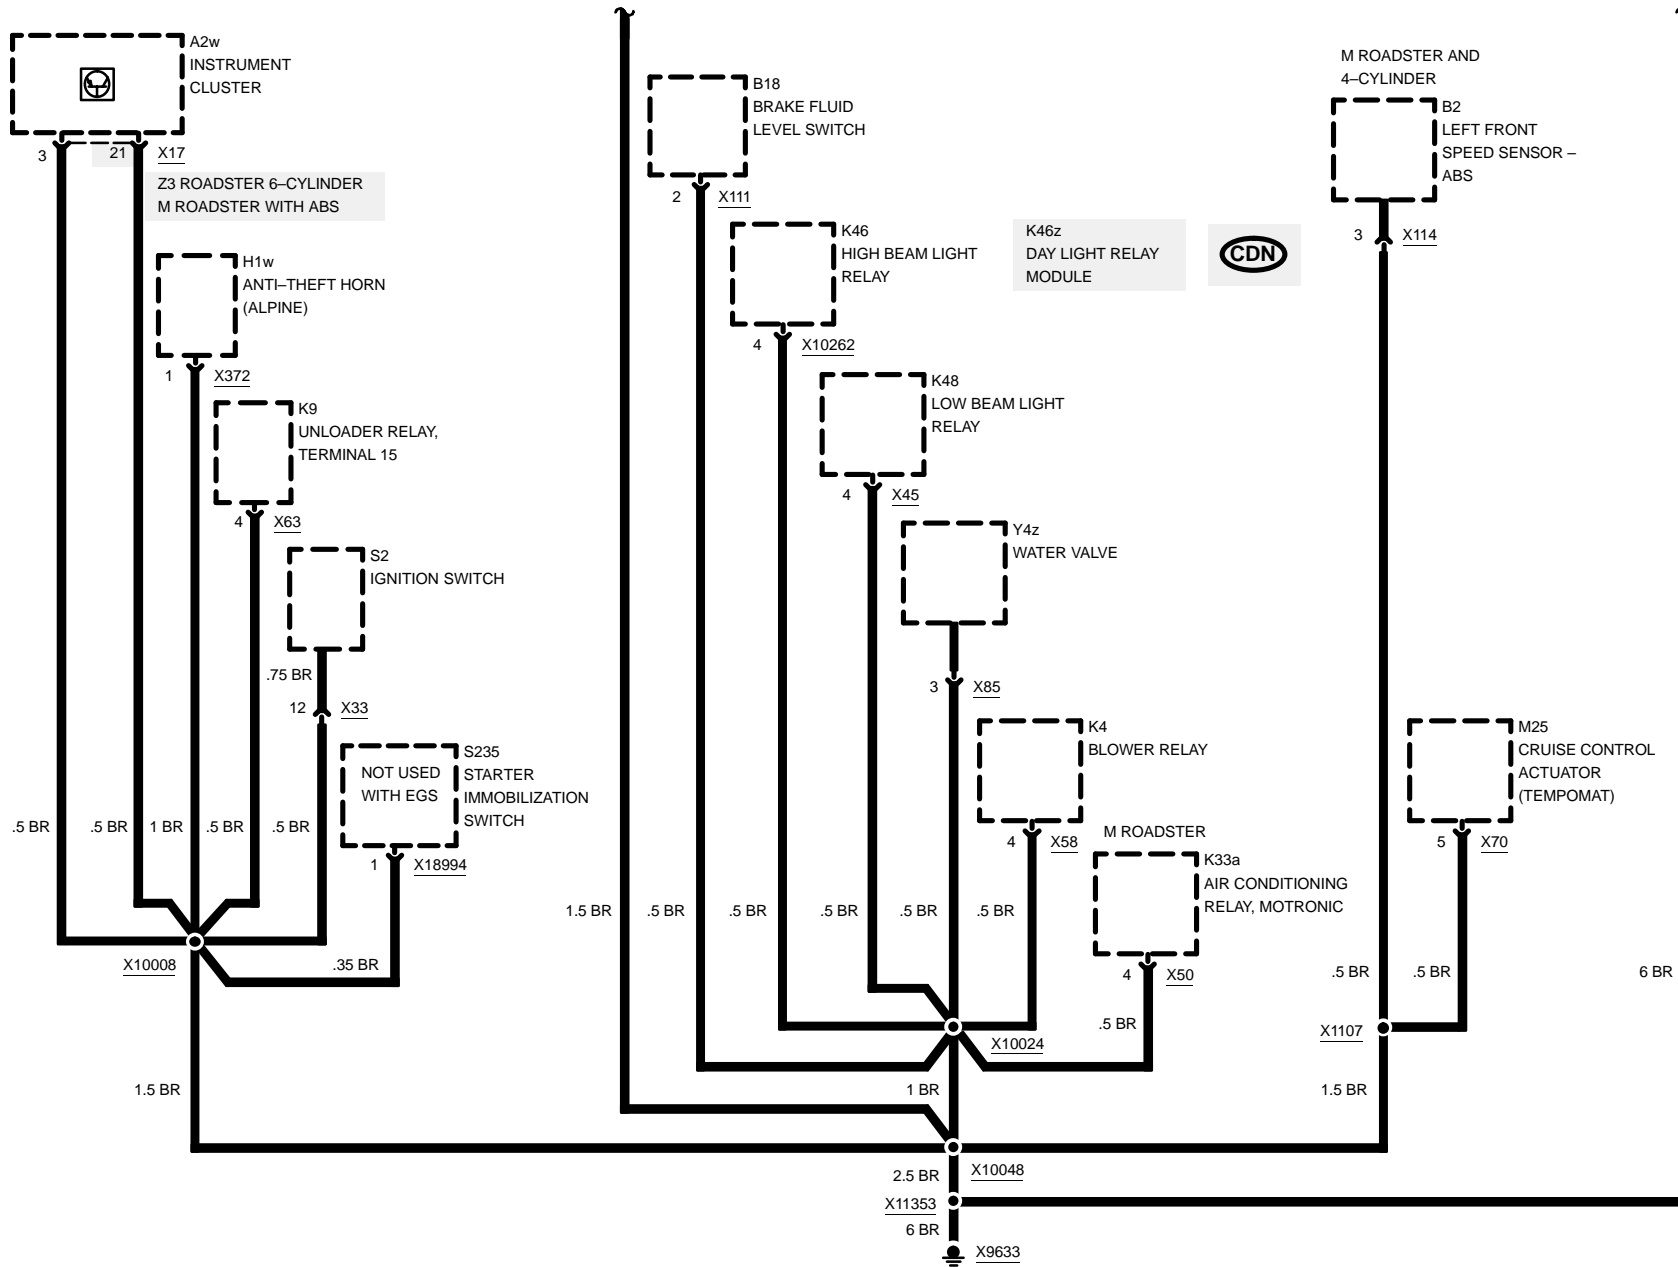 A2w
INSTRUMENT
CLUSTER
3
21
X17
Z3 ROADSTER 6–CYLINDER
M ROADSTER WITH ABS
H1w
ANTI–THEFT HORN
(ALPINE)
1
X372
K9
UNLOADER RELAY,
TERMINAL 15
4
X63
S2
IGNITION SWITCH
.75 BR
12
X33
S235
STARTER
IMMOBILIZATION
SWITCH
NOT USED
WITH EGS
1
X18994
.5 BR
.5 BR
1 BR
.5 BR
.5 BR
X10008
.35 BR
1.5 BR
B18
BRAKE FLUID
LEVEL SWITCH
2
X111
K46
HIGH BEAM LIGHT
RELAY
4
X10262
K46z
DAY LIGHT RELAY
MODULE
CDN
K48
LOW BEAM LIGHT
RELAY
4
X45
Y4z
WATER VALVE
3
X85
K4
BLOWER RELAY
4
X58
M ROADSTER
K33a
AIR CONDITIONING
RELAY, MOTRONIC
4
X50
1.5 BR
.5 BR
.5 BR
.5 BR
.5 BR
.5 BR
.5 BR
X10024
1 BR
M ROADSTER AND
4–CYLINDER
B2
LEFT FRONT
SPEED SENSOR –
ABS
3
X114
M25
CRUISE CONTROL
ACTUATOR
(TEMPOMAT)
5
X70
.5 BR
.5 BR
6 BR
X1107
1.5 BR
X10048
2.5 BR
X11353
6 BR
X9633